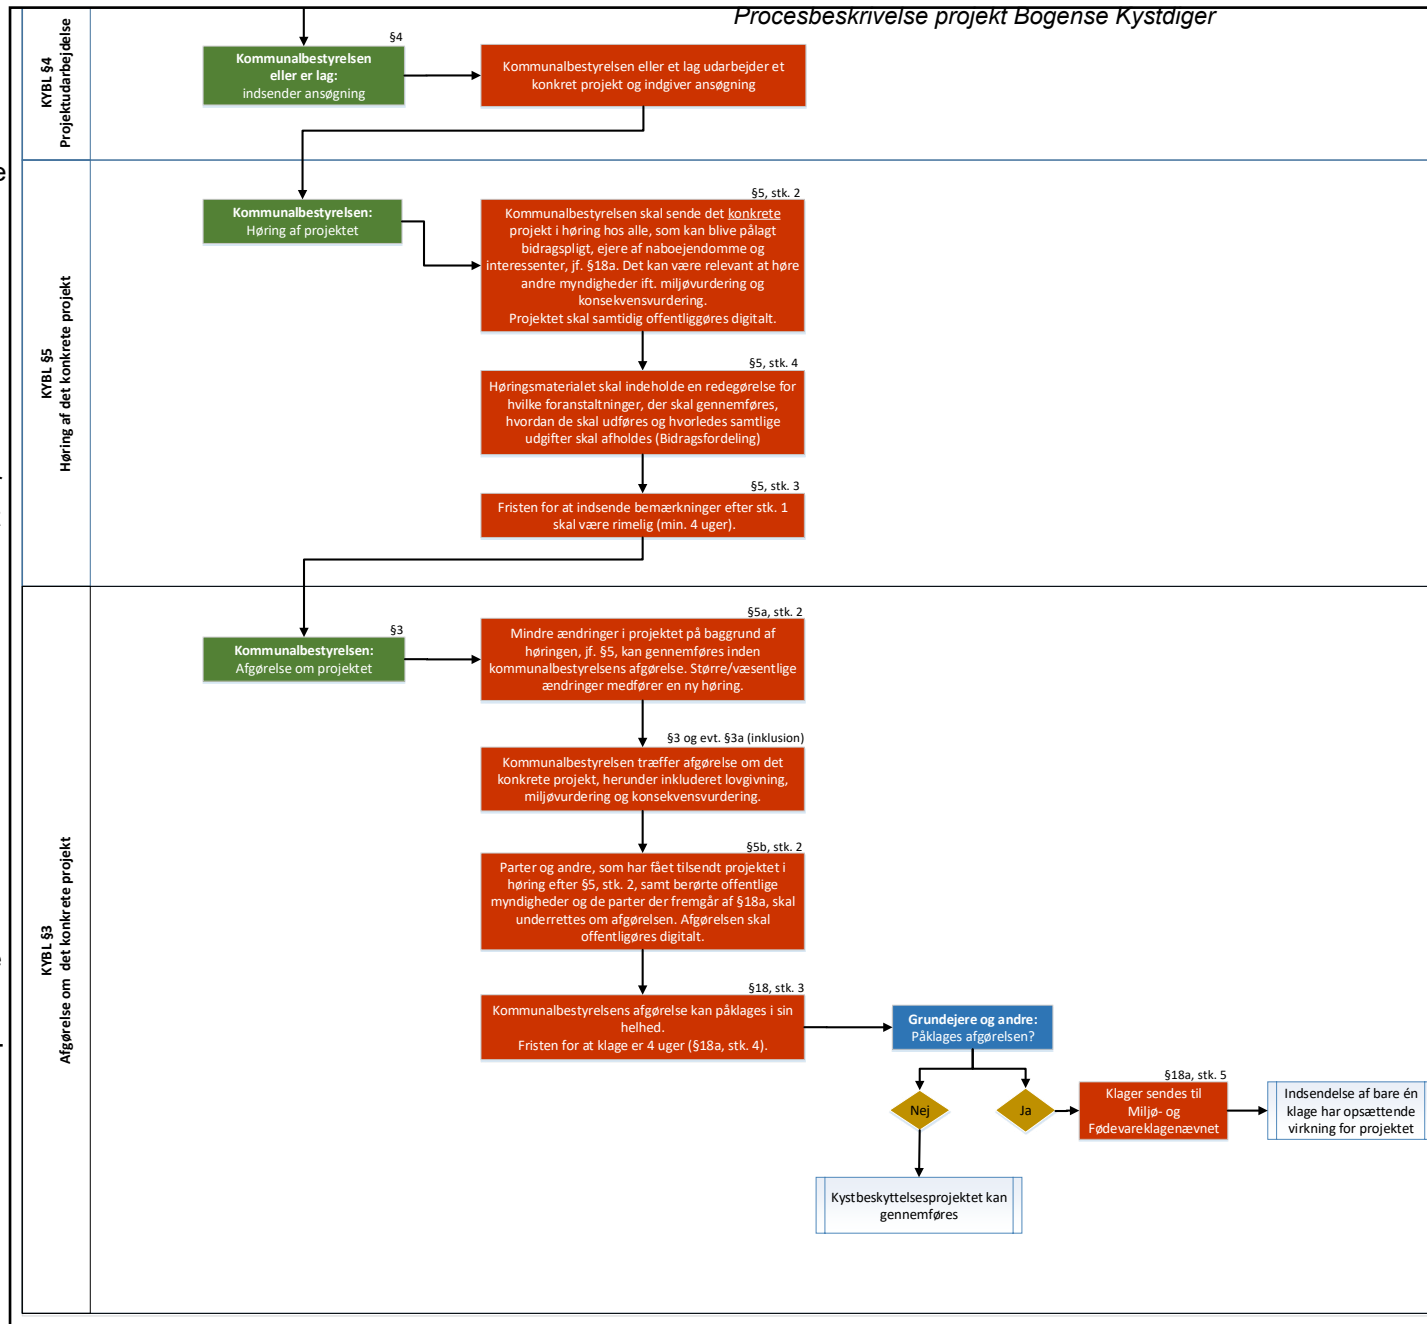 Procesbeskrivelse projekt Bogense Kystdiger
KYBL §4
Projektudarbejdelse
§4
Kommunalbestyrelsen
eller er lag:
indsender ansøgning
Kommunalbestyrelsen eller et lag udarbejder et
konkret projekt og indgiver ansøgning
KYBL §5
Høring af det konkrete projekt
Kommunalbestyrelsen:
Høring af projektet
§5, stk. 2
Kommunalbestyrelsen skal sende det konkrete
projekt i høring hos alle, som kan blive pålagt
bidragspligt, ejere af naboejendomme og
interessenter, jf. §18a. Det kan være relevant at høre
andre myndigheder ift. miljøvurdering og
konsekvensvurdering.
Projektet skal samtidig offentliggøres digitalt.
§5, stk. 4
Høringsmaterialet skal indeholde en redegørelse for
hvilke foranstaltninger, der skal gennemføres,
hvordan de skal udføres og hvorledes samtlige
udgifter skal afholdes (Bidragsfordeling)
§5, stk. 3
Fristen for at indsende bemærkninger efter stk. 1
skal være rimelig (min. 4 uger).
KYBL §3
Afgørelse om  det konkrete projekt
§3
Kommunalbestyrelsen:
Afgørelse om projektet
§5a, stk. 2
Mindre ændringer i projektet på baggrund af
høringen, jf. §5, kan gennemføres inden
kommunalbestyrelsens afgørelse. Større/væsentlige
ændringer medfører en ny høring.
§3 og evt. §3a (inklusion)
Kommunalbestyrelsen træffer afgørelse om det
konkrete projekt, herunder inkluderet lovgivning,
miljøvurdering og konsekvensvurdering.
§5b, stk. 2
Parter og andre, som har fået tilsendt projektet i
høring efter §5, stk. 2, samt berørte offentlige
myndigheder og de parter der fremgår af §18a, skal
underrettes om afgørelsen. Afgørelsen skal
offentligøres digitalt.
§18, stk. 3
Kommunalbestyrelsens afgørelse kan påklages i sin
helhed.
Fristen for at klage er 4 uger (§18a, stk. 4).
Grundejere og andre:
Påklages afgørelsen?
Nej
Ja
§18a, stk. 5
Klager sendes til
Miljø- og
Fødevareklagenævnet
Indsendelse af bare én
klage har opsættende
virkning for projektet
Kystbeskyttelsesprojektet kan
gennemføres